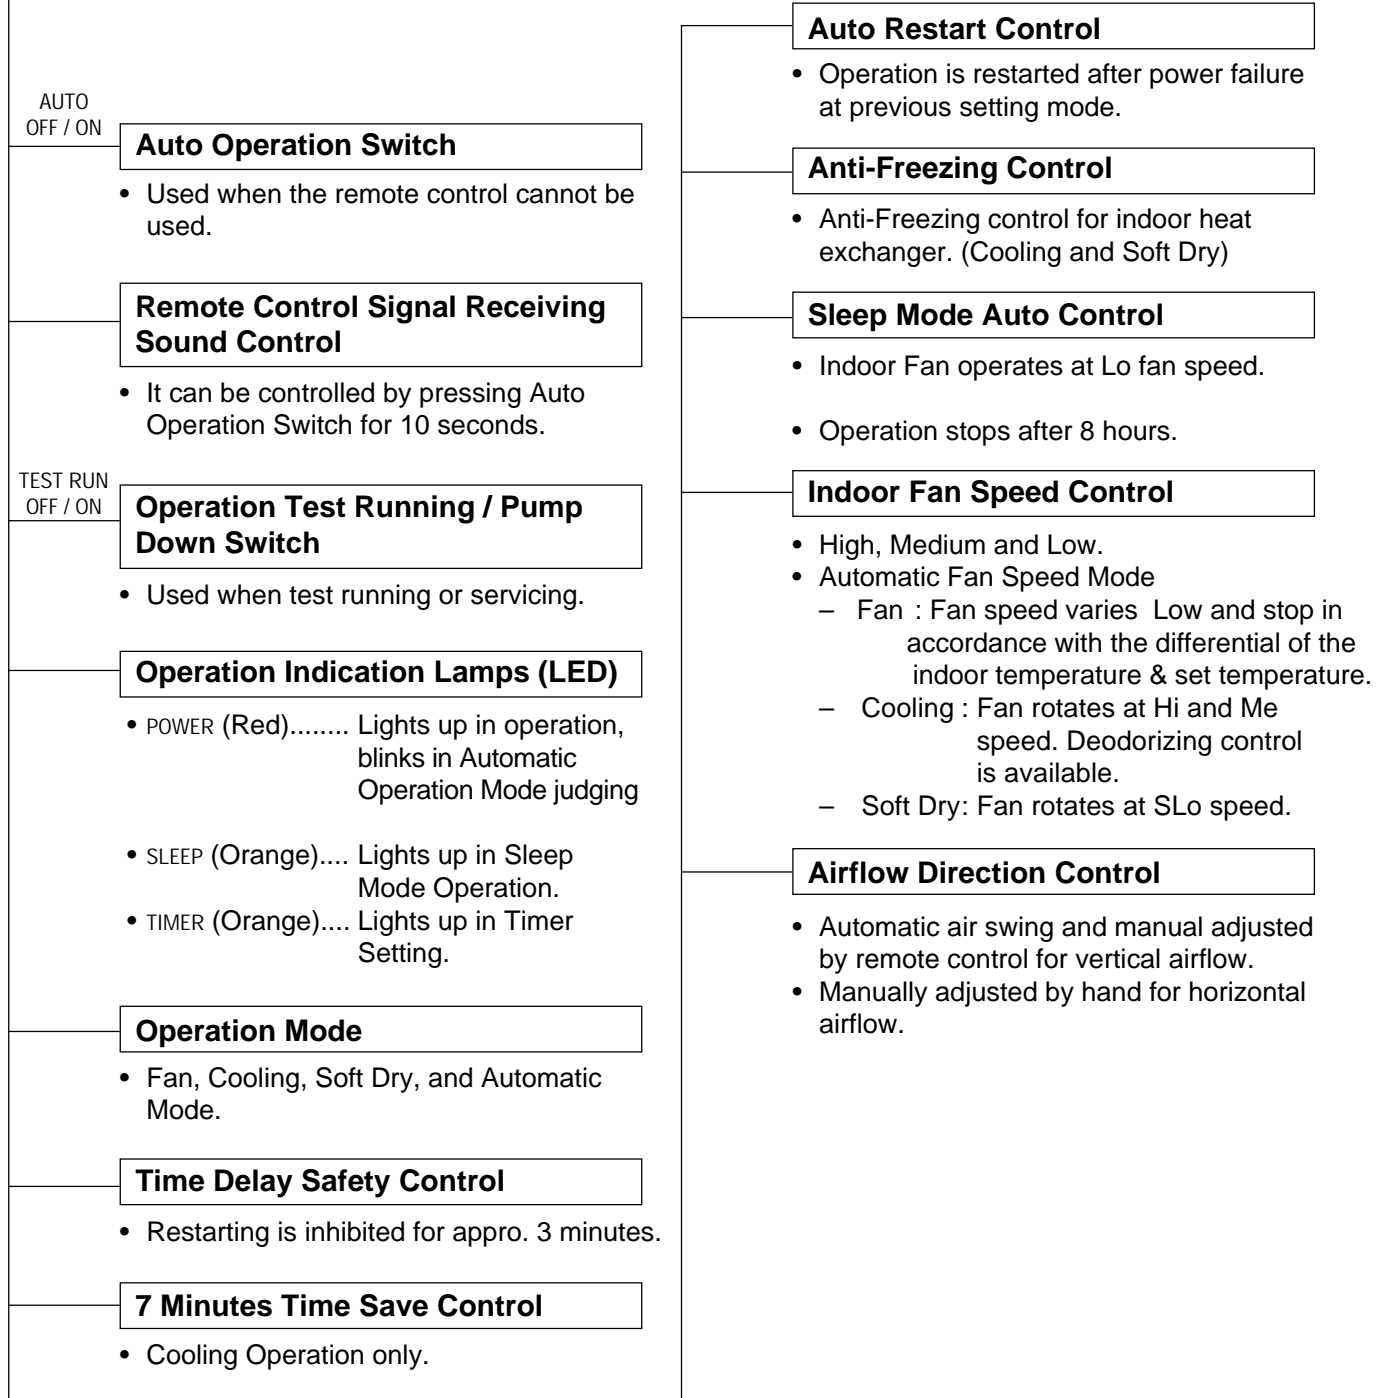 AUTO
OFF / ON
Auto Operation Switch
• Used when the remote control cannot be
used.
Remote Control Signal Receiving
Sound Control
• It can be controlled by pressing Auto
Operation Switch for 10 seconds.
TEST RUN
OFF / ON
Operation Test Running / Pump
Down Switch
• Used when test running or servicing.
Operation Indication Lamps (LED)
• POWER (Red)........ Lights up in operation,
blinks in Automatic
Operation Mode judging
• SLEEP (Orange).... Lights up in Sleep
Mode Operation.
• TIMER (Orange).... Lights up in Timer
Setting.
Operation Mode
• Fan, Cooling, Soft Dry, and Automatic
Mode.
Time Delay Safety Control
• Restarting is inhibited for appro. 3 minutes.
7 Minutes Time Save Control
• Cooling Operation only.
Auto Restart Control
• Operation is restarted after power failure
at previous setting mode.
Anti-Freezing Control
• Anti-Freezing control for indoor heat
exchanger. (Cooling and Soft Dry)
Sleep Mode Auto Control
• Indoor Fan operates at Lo fan speed.
• Operation stops after 8 hours.
Indoor Fan Speed Control
• High, Medium and Low.
• Automatic Fan Speed Mode
– Fan : Fan speed varies Low and stop in
accordance with the differential of the
indoor temperature & set temperature.
– Cooling : Fan rotates at Hi and Me
speed. Deodorizing control
is available.
– Soft Dry: Fan rotates at SLo speed.
Airflow Direction Control
• Automatic air swing and manual adjusted
by remote control for vertical airflow.
• Manually adjusted by hand for horizontal
airflow.